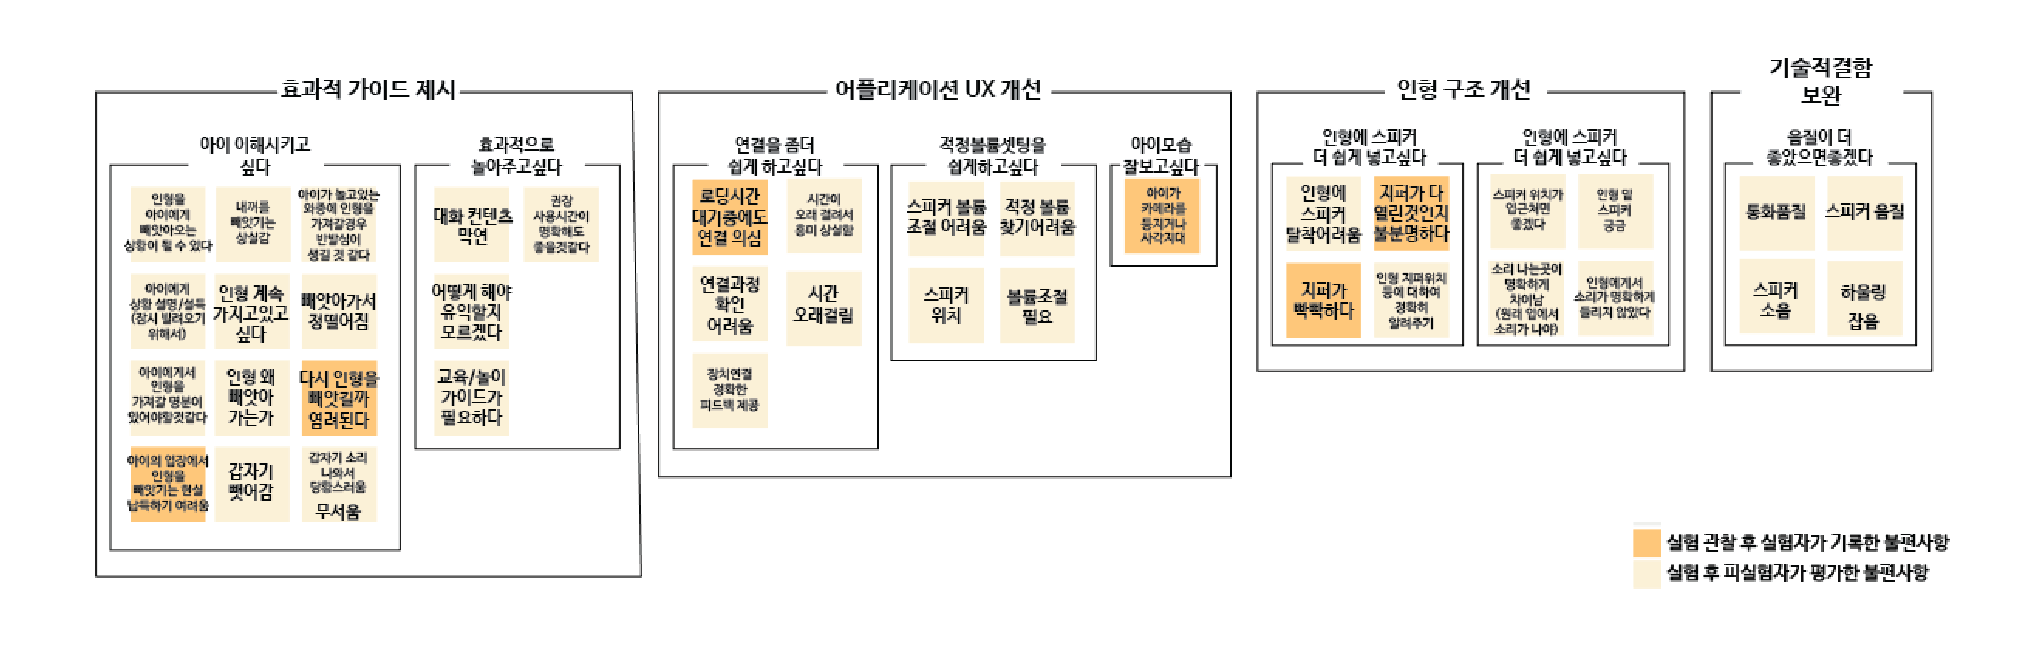 효과적 가이드 제시
아이 이해시키고
싶다
인형을
아이에게
빼앗아오는
상황이 될 수 있다
내꺼를
빼앗기는
상실감
아이가 놀고있는
와중에 인형을
가져갈경우
반발심이
생길 것 같다
아이에게
상황 설명/설득
(잠시 빌려오기
위해서)
인형 계속
가지고있고
싶다
빼앗아가서
정떨어짐
아이에게서
인형을
가져갈 명분이
있어야할것같다
인형 왜
빼앗아
가는가
다시 인형을
빼앗길까
염려된다
아이의 입장에서
인형을
빼앗기는 현실
납득하기 어려움
갑자기
뺏어감
갑자기 소리
나와서
당황스러움
무서움
효과적으로
놀아주고싶다
대화 컨텐츠
막연
권장
사용시간이
명확해도
좋을것같다
어떻게 해야
유익할지
모르겠다
교육/놀이
가이드가
필요하다
어플리케이션 UX 개선
연결을 좀더
쉽게 하고싶다
로딩시간
대기중에도
연결 의심
시간이
오래 걸려서
흥미 상실함
연결과정
확인
어려움
시간
오래걸림
장치연결
정확한
피드백 제공
적정볼륨셋팅을
쉽게하고싶다
스피커 볼륨
조절 어려움
적정 볼륨
찾기어려움
스피커
위치
볼륨조절
필요
아이모습
잘보고싶다
아이가
카메라를
등지거나
사각지대
인형 구조 개선
인형에 스피커
더 쉽게 넣고싶다
인형에
스피커
탈착어려움
지퍼가 다
열린것인지
불분명하다
지퍼가
빡빡하다
인형 지퍼위치
등에 대하여
정확히
알려주기
인형에 스피커
더 쉽게 넣고싶다
스피커 위치가
입근처면
좋겠다
인형 밑
스피커
궁금
소리 나는곳이
명확하게
차이남
(원래 입에서
소리가 나야)
인형에게서
소리가 명확하게
들리지 않았다
기술적결함
보완
음질이 더
좋았으면좋겠다
통화품질
스피커 음질
스피커
소음
하울링
잡음
실험 관찰 후 실험자가 기록한 불편사항
실험 후 피실험자가 평가한 불편사항